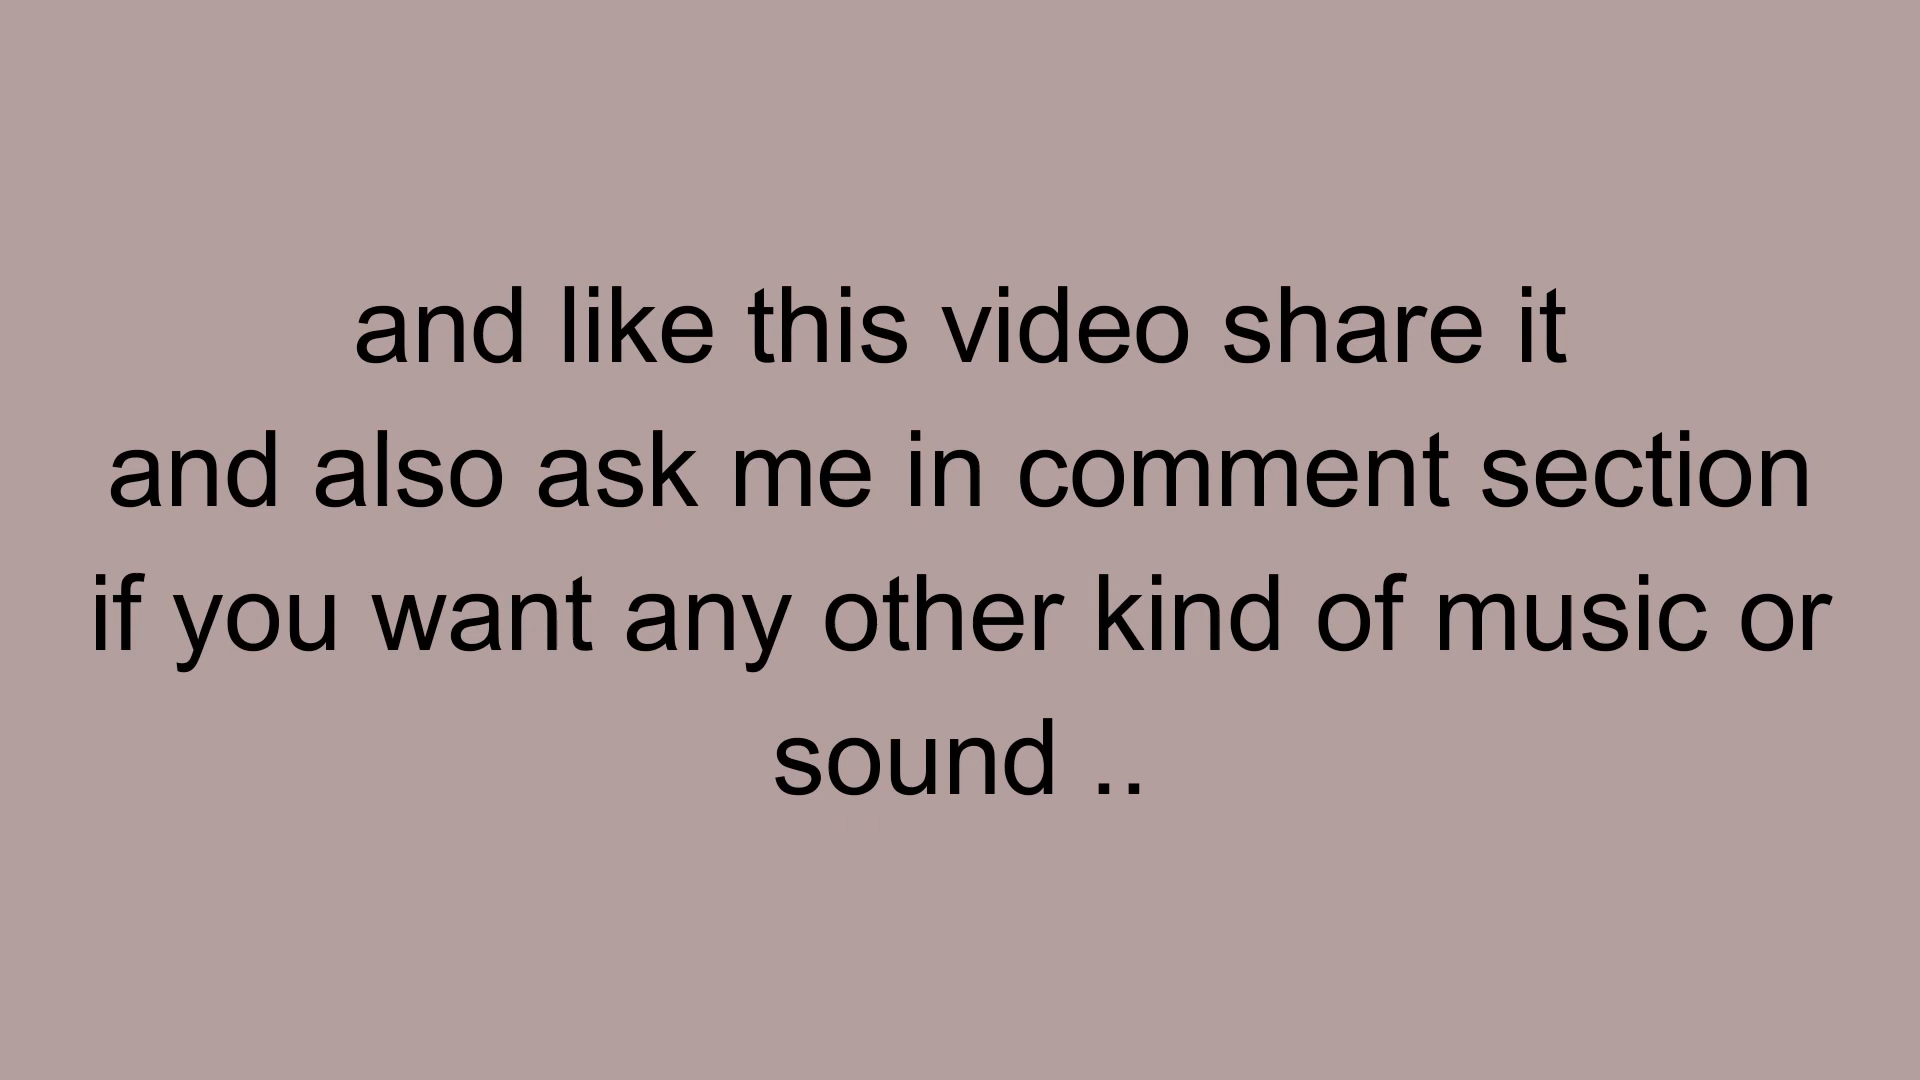 and like this video share it
and also ask me in comment section
if you want any other kind of music or
sound ..